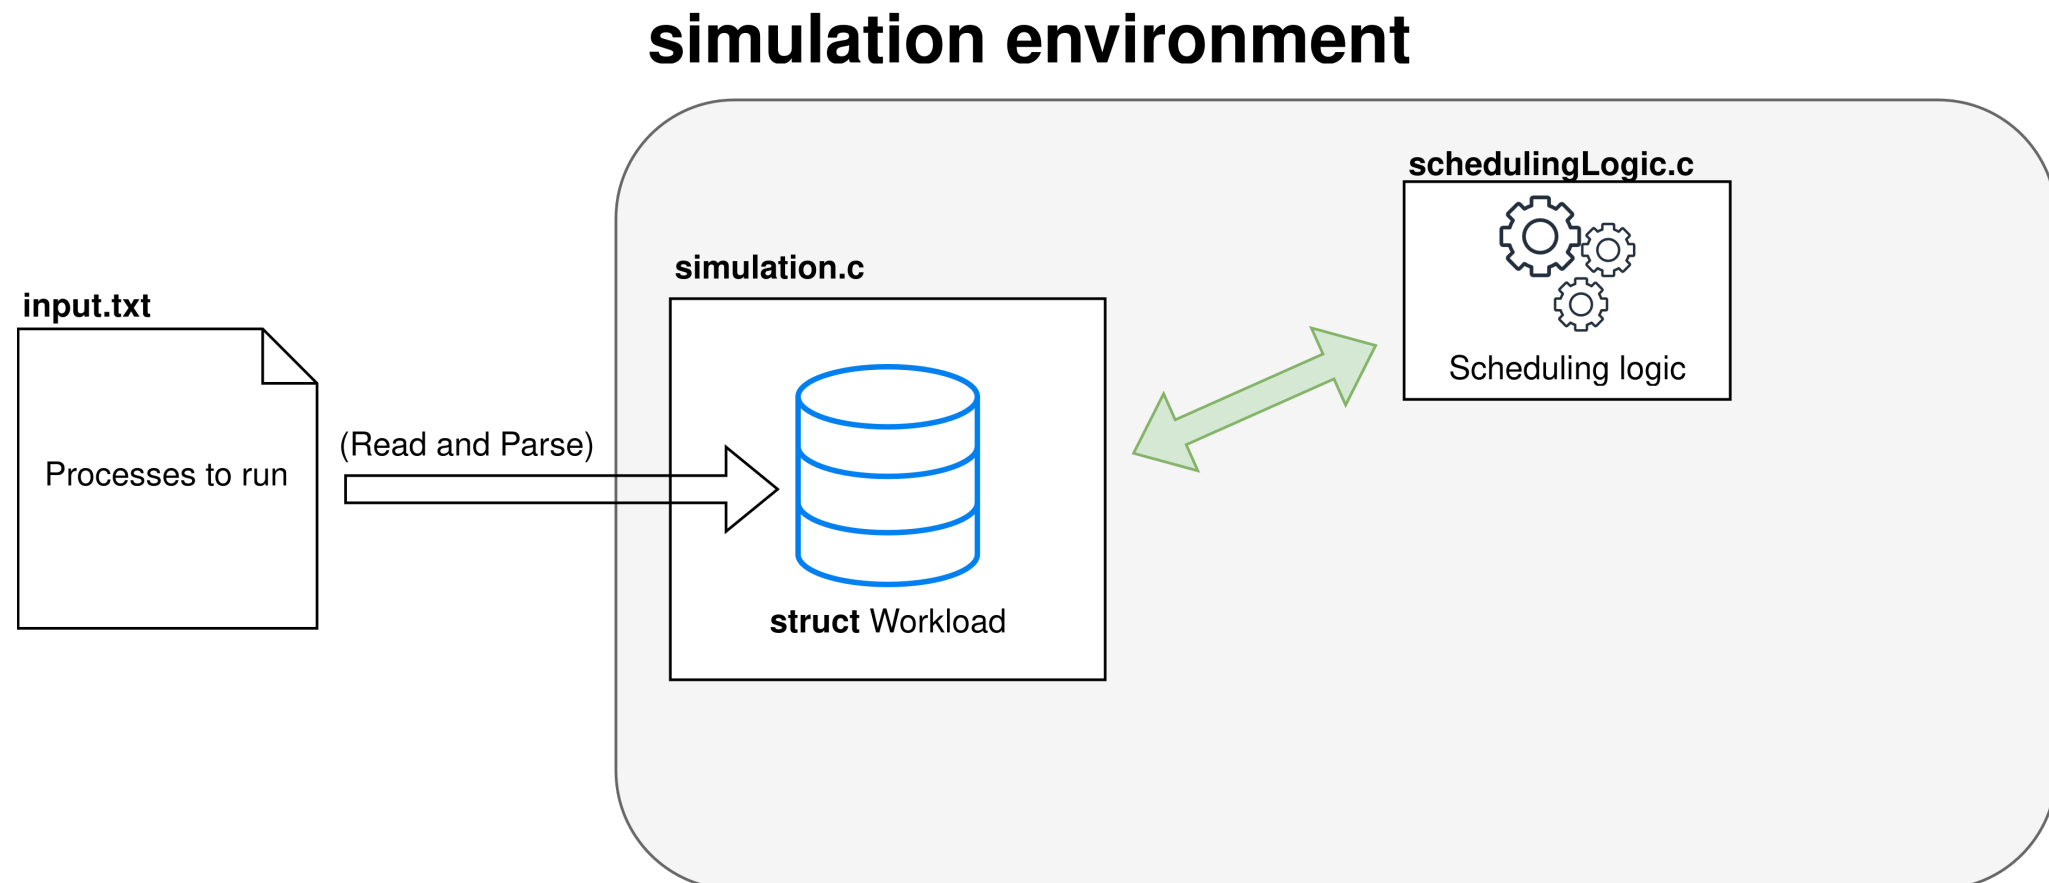 simulation environment
input.txt
Processes to run
(Read and Parse)
simulation.c
struct Workload
schedulingLogic.c
Scheduling logic